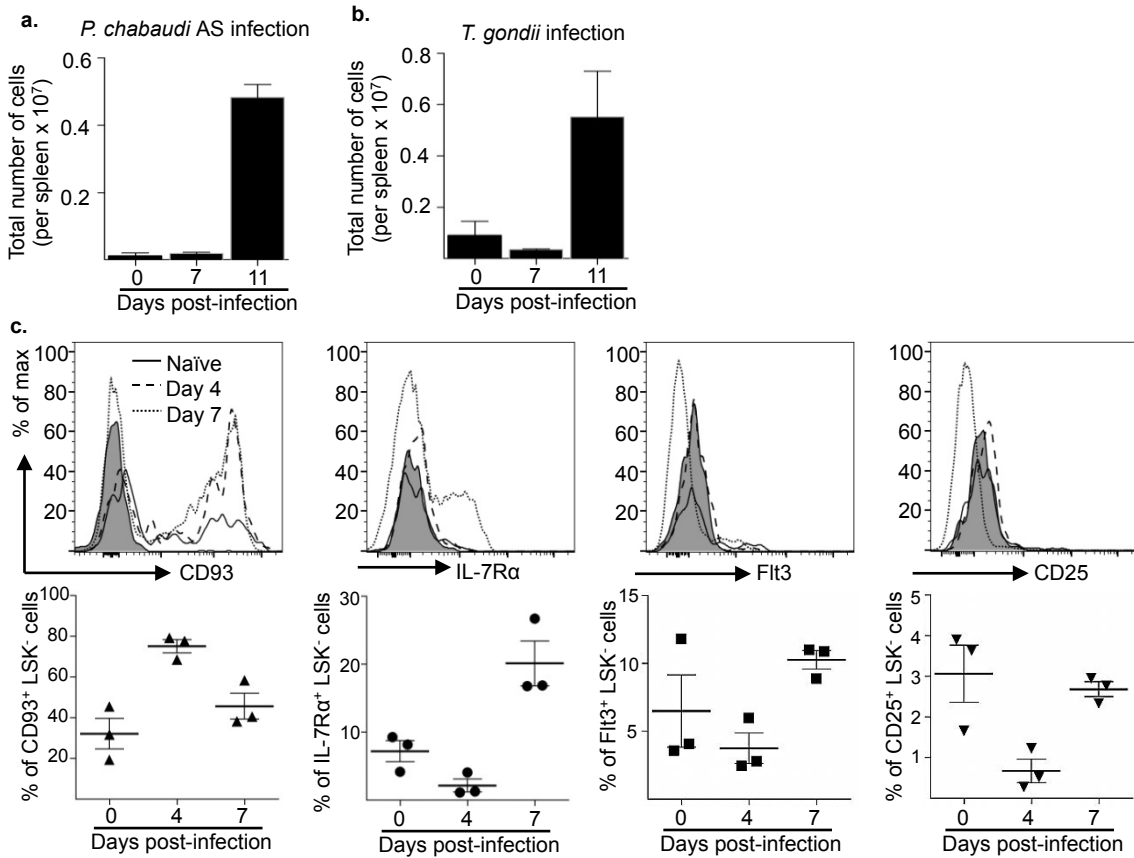 a.
P. chabaudi AS infection
Total number of cells
(per spleen x 10⁷)
0.6
0.4
0.2
0 7 11
Days post-infection
b.
T. gondii infection
Total number of cells
(per spleen x 10⁷)
0.8
0.6
0.4
0.2
0 7 11
Days post-infection
c.
% of max
100
80
60
40
20
Naïve
Day 4
Day 7
CD93
100
80
60
40
20
IL-7Rα
100
80
60
40
20
Flt3
100
80
60
40
20
CD25
% of CD93⁺ LSK⁻ cells
100
80
60
40
20
0 4 7
Days post-infection
% of IL-7Rα⁺ LSK⁻ cells
30
20
10
0 4 7
Days post-infection
% of Flt3⁺ LSK⁻ cells
15
10
5
0 4 7
Days post-infection
% of CD25⁺ LSK⁻ cells
5
4
3
2
1
0 4 7
Days post-infection